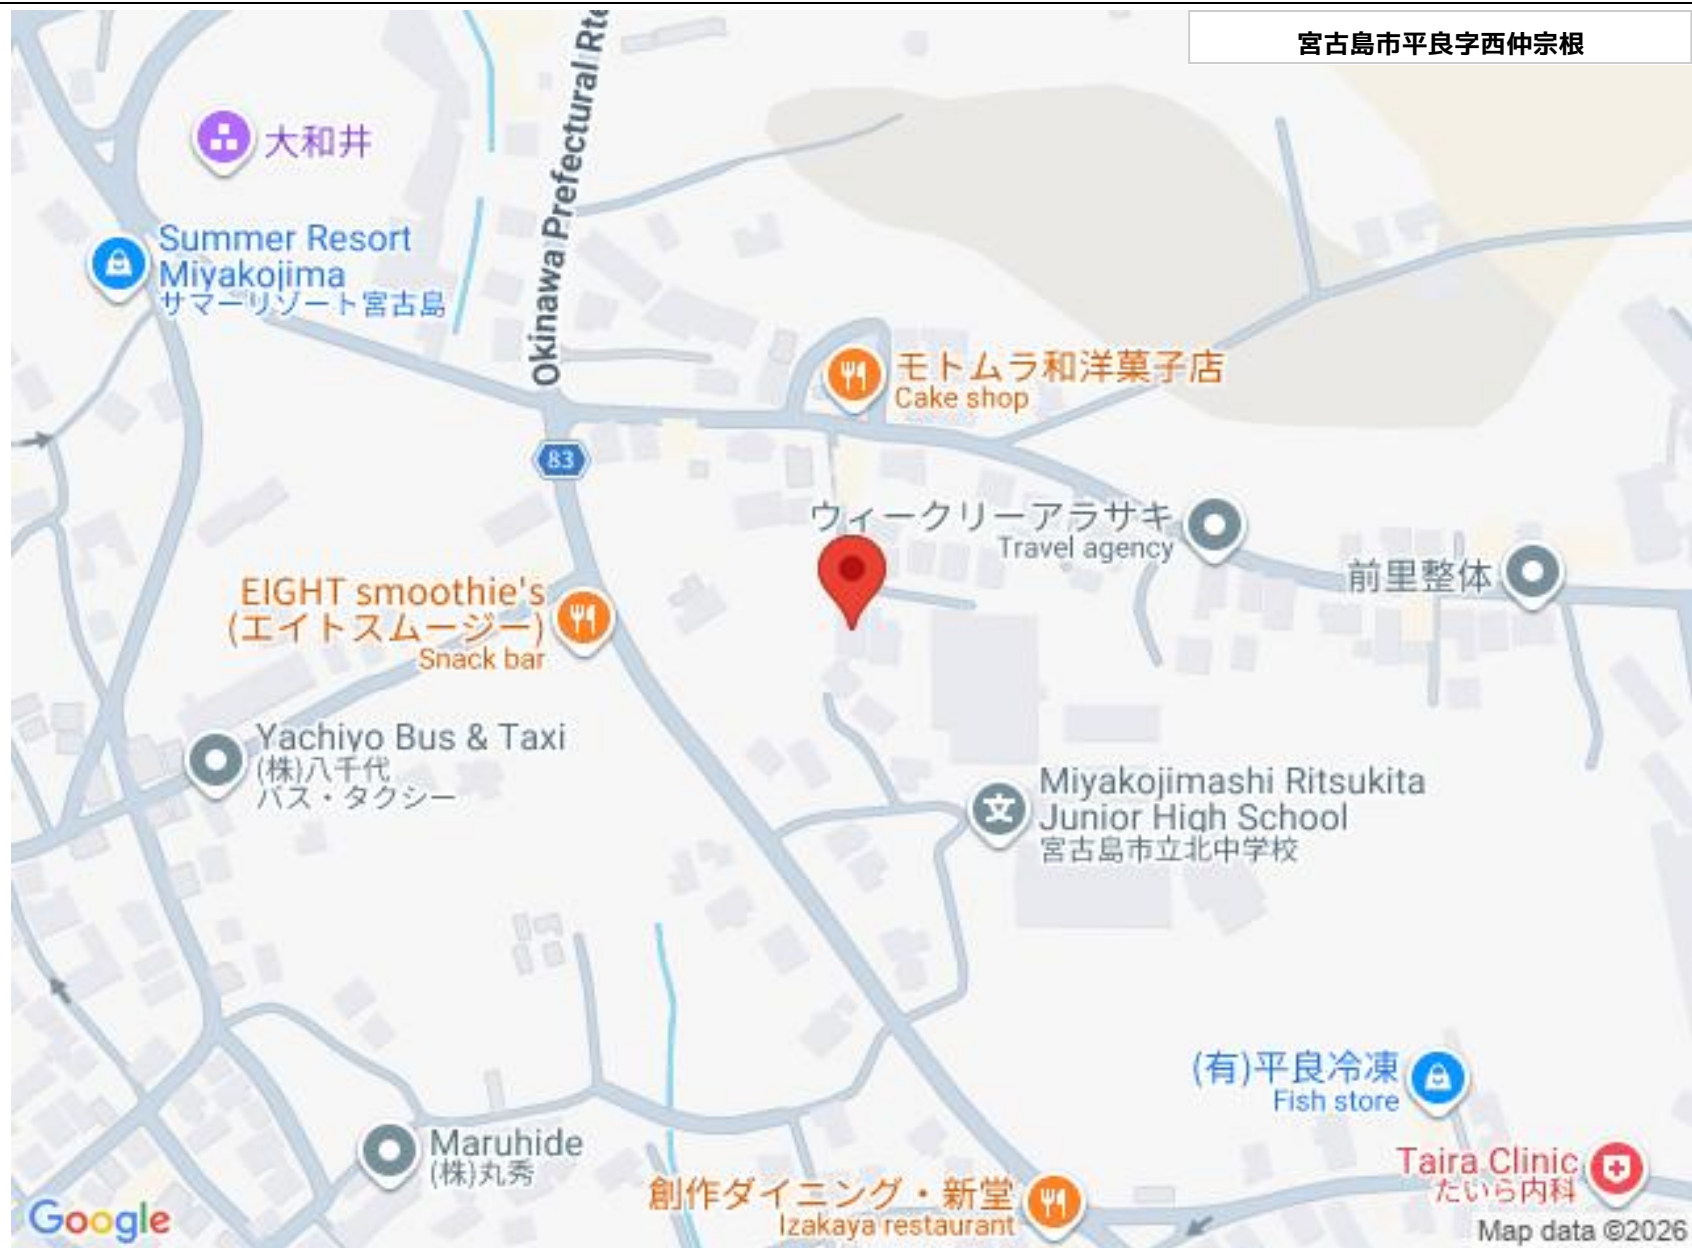 宮古島市平良字西仲宗根
Okinawa Prefectural Rte
大和井
Summer Resort
Miyakojima
サマーリゾート宮古島
モトムラ和洋菓子店
Cake shop
83
ウィークリーアラサキ
Travel agency
前里整体
EIGHT smoothie's
(エイトスムージー)
Snack bar
Yachiyo Bus & Taxi
(株)八千代
バス・タクシー
Miyakojimashi Ritsukita
Junior High School
宮古島市立北中学校
文
(有)平良冷凍
Fish store
Maruhide
(株)丸秀
Taira Clinic
たいら内科
創作ダイニング・新堂
Izakaya restaurant
Google
Map data ©2026